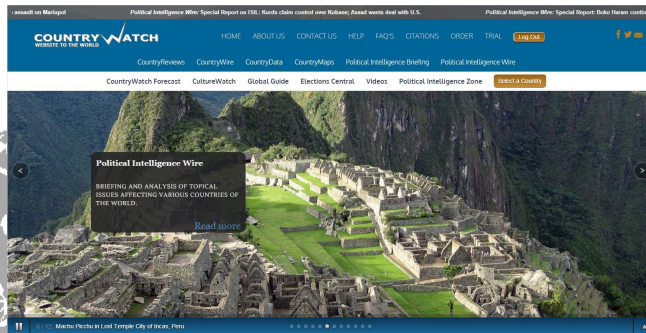 assault on Mariupol Political Intelligence Wire: Special Report on ISIL: Kurds claim control over Kobane; Assad wants deal with U.S. Political Intelligence Wire: Special Report: Boko Haram contin
COUNTRY WATCH
WEBSITE TO THE WORLD
HOME ABOUT US CONTACT US HELP FAQ'S CITATIONS ORDER TRIAL Log Out
CountryReviews CountryWire CountryData CountryMaps Political Intelligence Briefing Political Intelligence Wire
CountryWatch Forecast CultureWatch Global Guide Elections Central Videos Political Intelligence Zone Select a Country
Political Intelligence Wire
BRIEFING AND ANALYSIS OF TOPICAL
ISSUES AFFECTING VARIOUS COUNTRIES OF
THE WORLD.
Read more
6 / 12 Machu Picchu in Lost Temple City of Incas, Peru